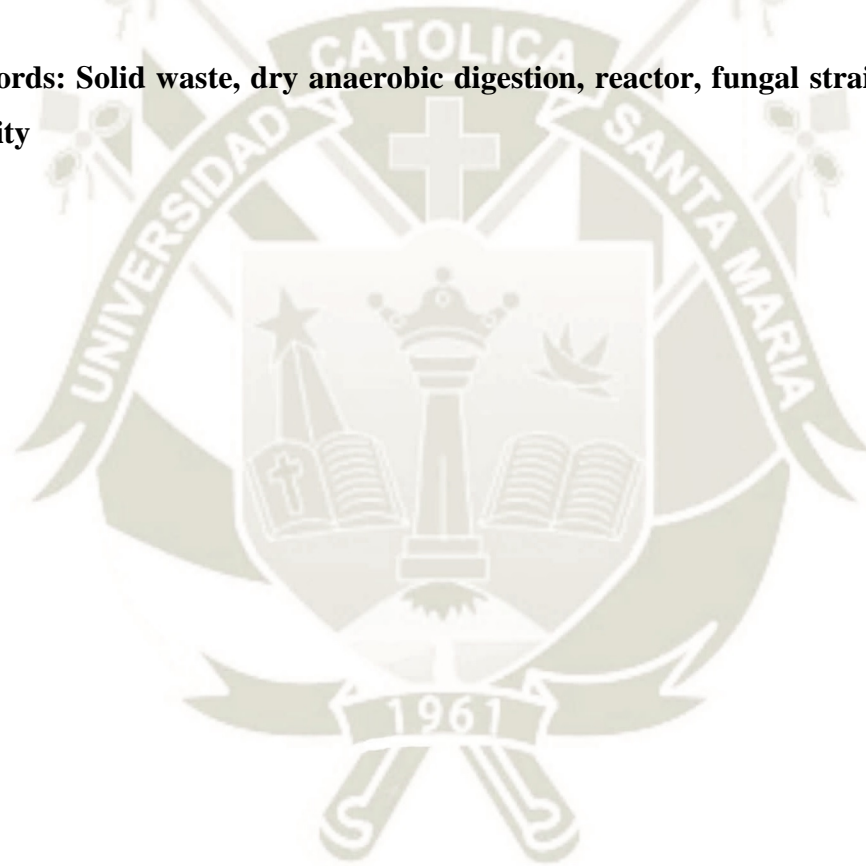 ords: Solid waste, dry anaerobic digestion, reactor, fungal strai
ity
UNIVERSIDAD CATOLICA SANTA MARIA
1961